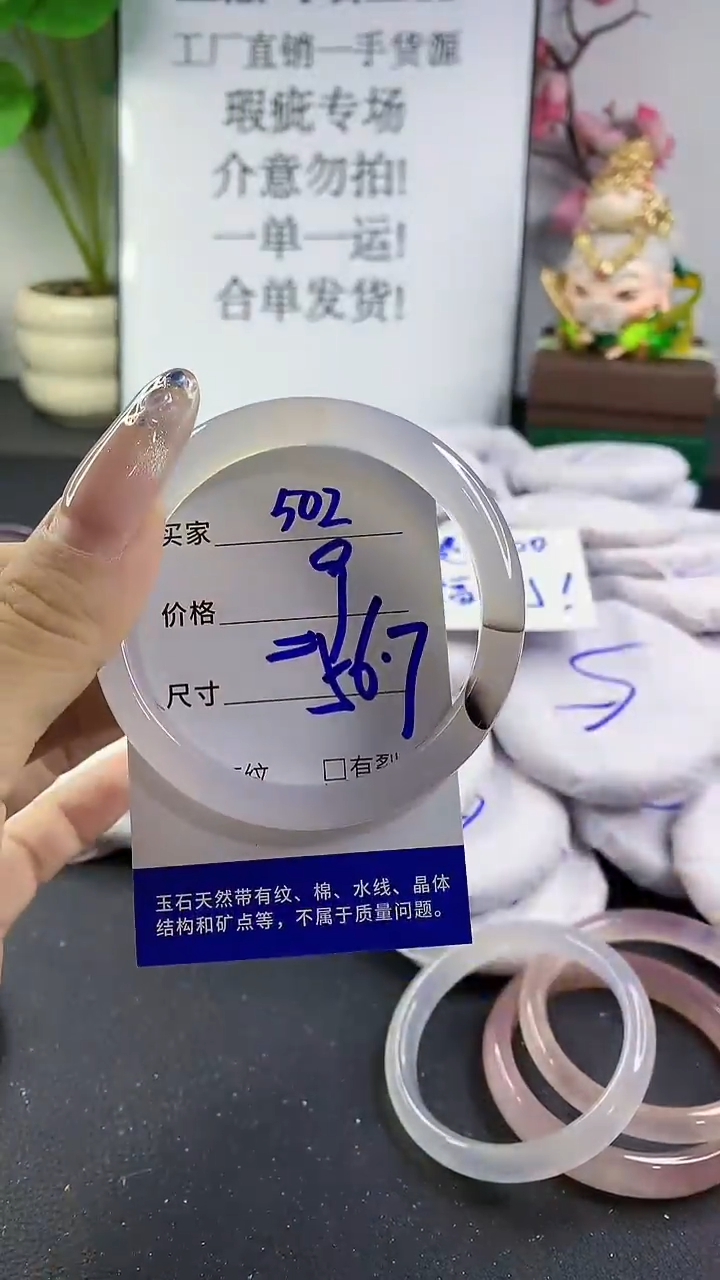 工厂直销一手货源
瑕疵专场
介意勿拍!
一单一运!
合单发货!
买家 502
价格 9
尺寸 56.7
纹 □有裂
玉石天然带有纹、棉、水线、晶体
结构和矿点等，不属于质量问题。
5